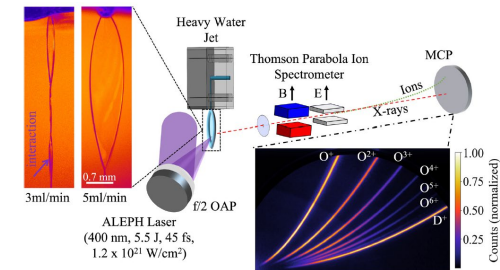 Heavy Water
Jet
Thomson Parabola Ion
Spectrometer
MCP
B
E
Ions
X-rays
interaction
0.7 mm
3ml/min
5ml/min
f/2 OAP
ALEPH Laser
(400 nm, 5.5 J, 45 fs,
1.2 x 10²¹ W/cm²)
O⁺
O²⁺
O³⁺
O⁴⁺
O⁵⁺
O⁶⁺
D⁺
1.00
0.75
0.50
0.25
Counts (normalized)